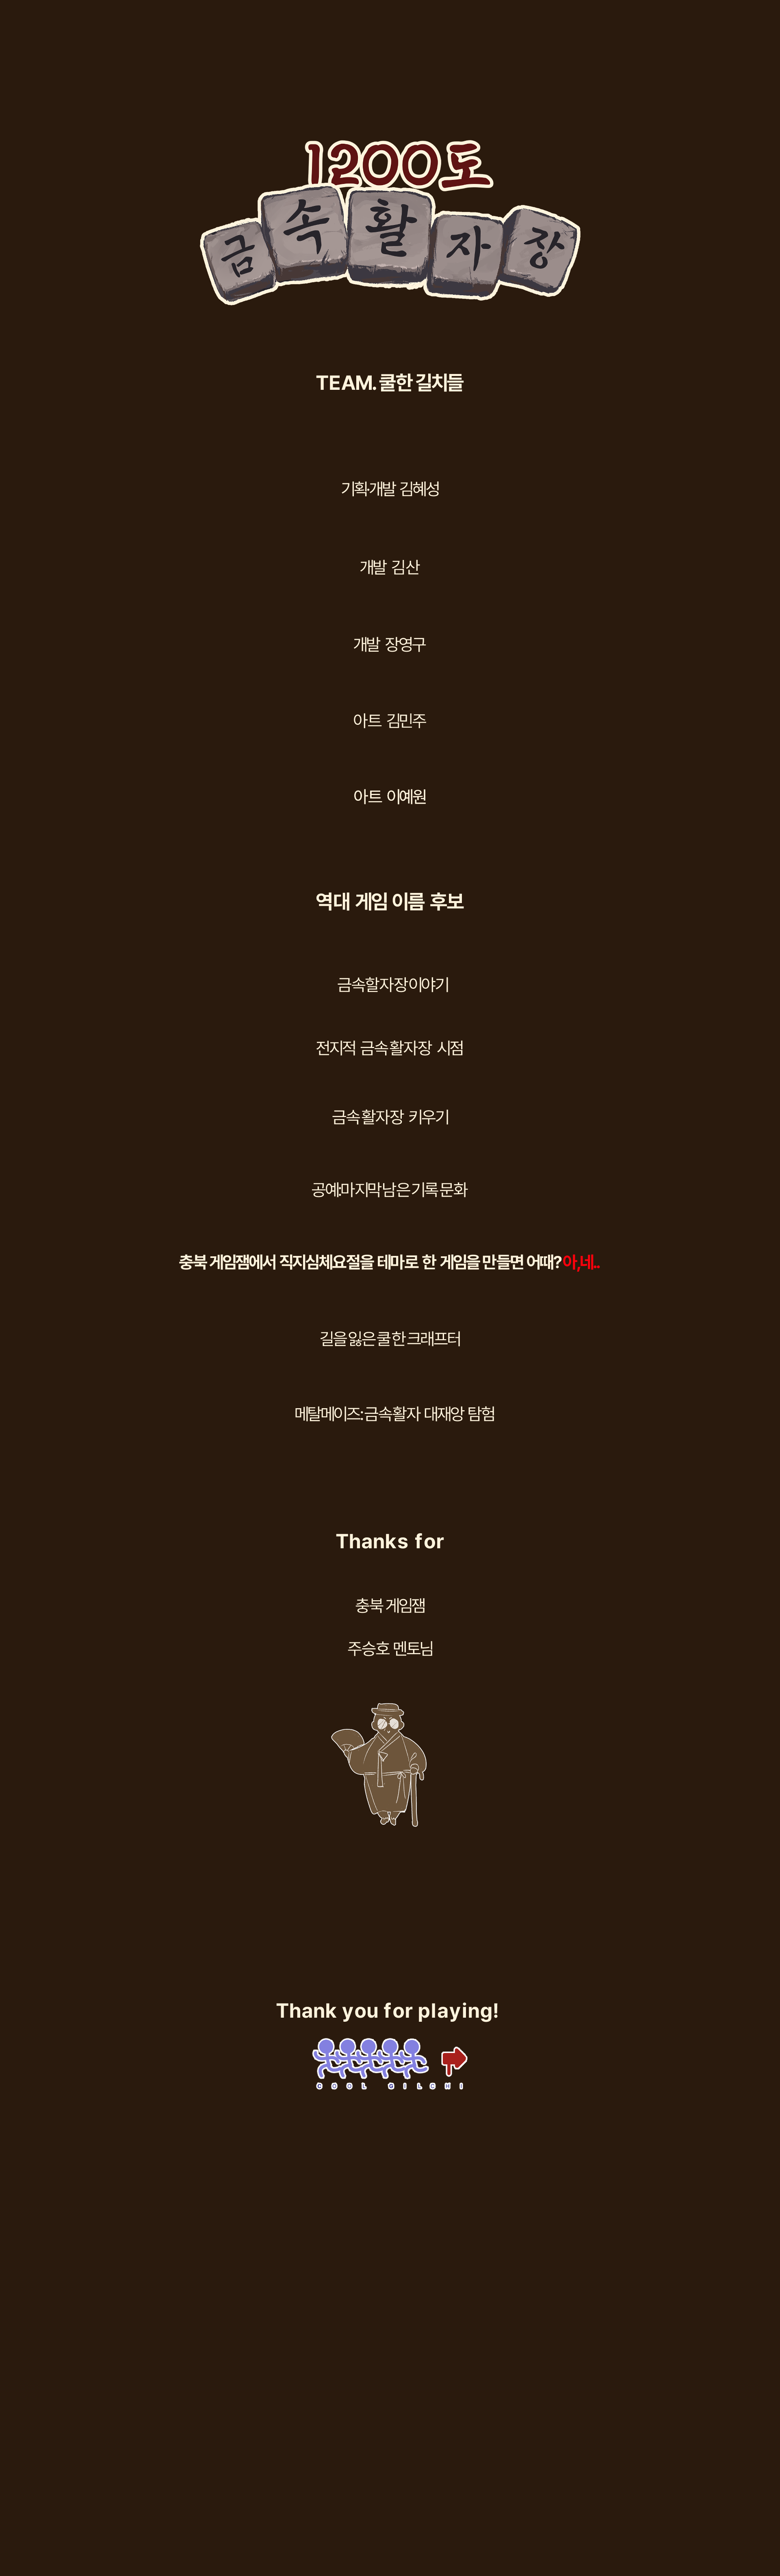 1200도
금속활자장
TEAM. 쿨한 길치들
기획·개발 김혜성
개발 김산
개발 장영구
아트 김민주
아트 이예원
역대 게임 이름 후보
금속할자장이야기
전지적 금속활자장 시점
금속활자장 키우기
공예:마지막 남은 기록 문화
충북 게임잼에서 직지심체요절을 테마로 한 게임을 만들면 어때? 아,네..
길을 잃은 쿨한 크래프터
메탈메이즈:금속활자 대재앙 탐험
Thanks for
충북 게임잼
주승호 멘토님
Thank you for playing!
COOL GILCHI